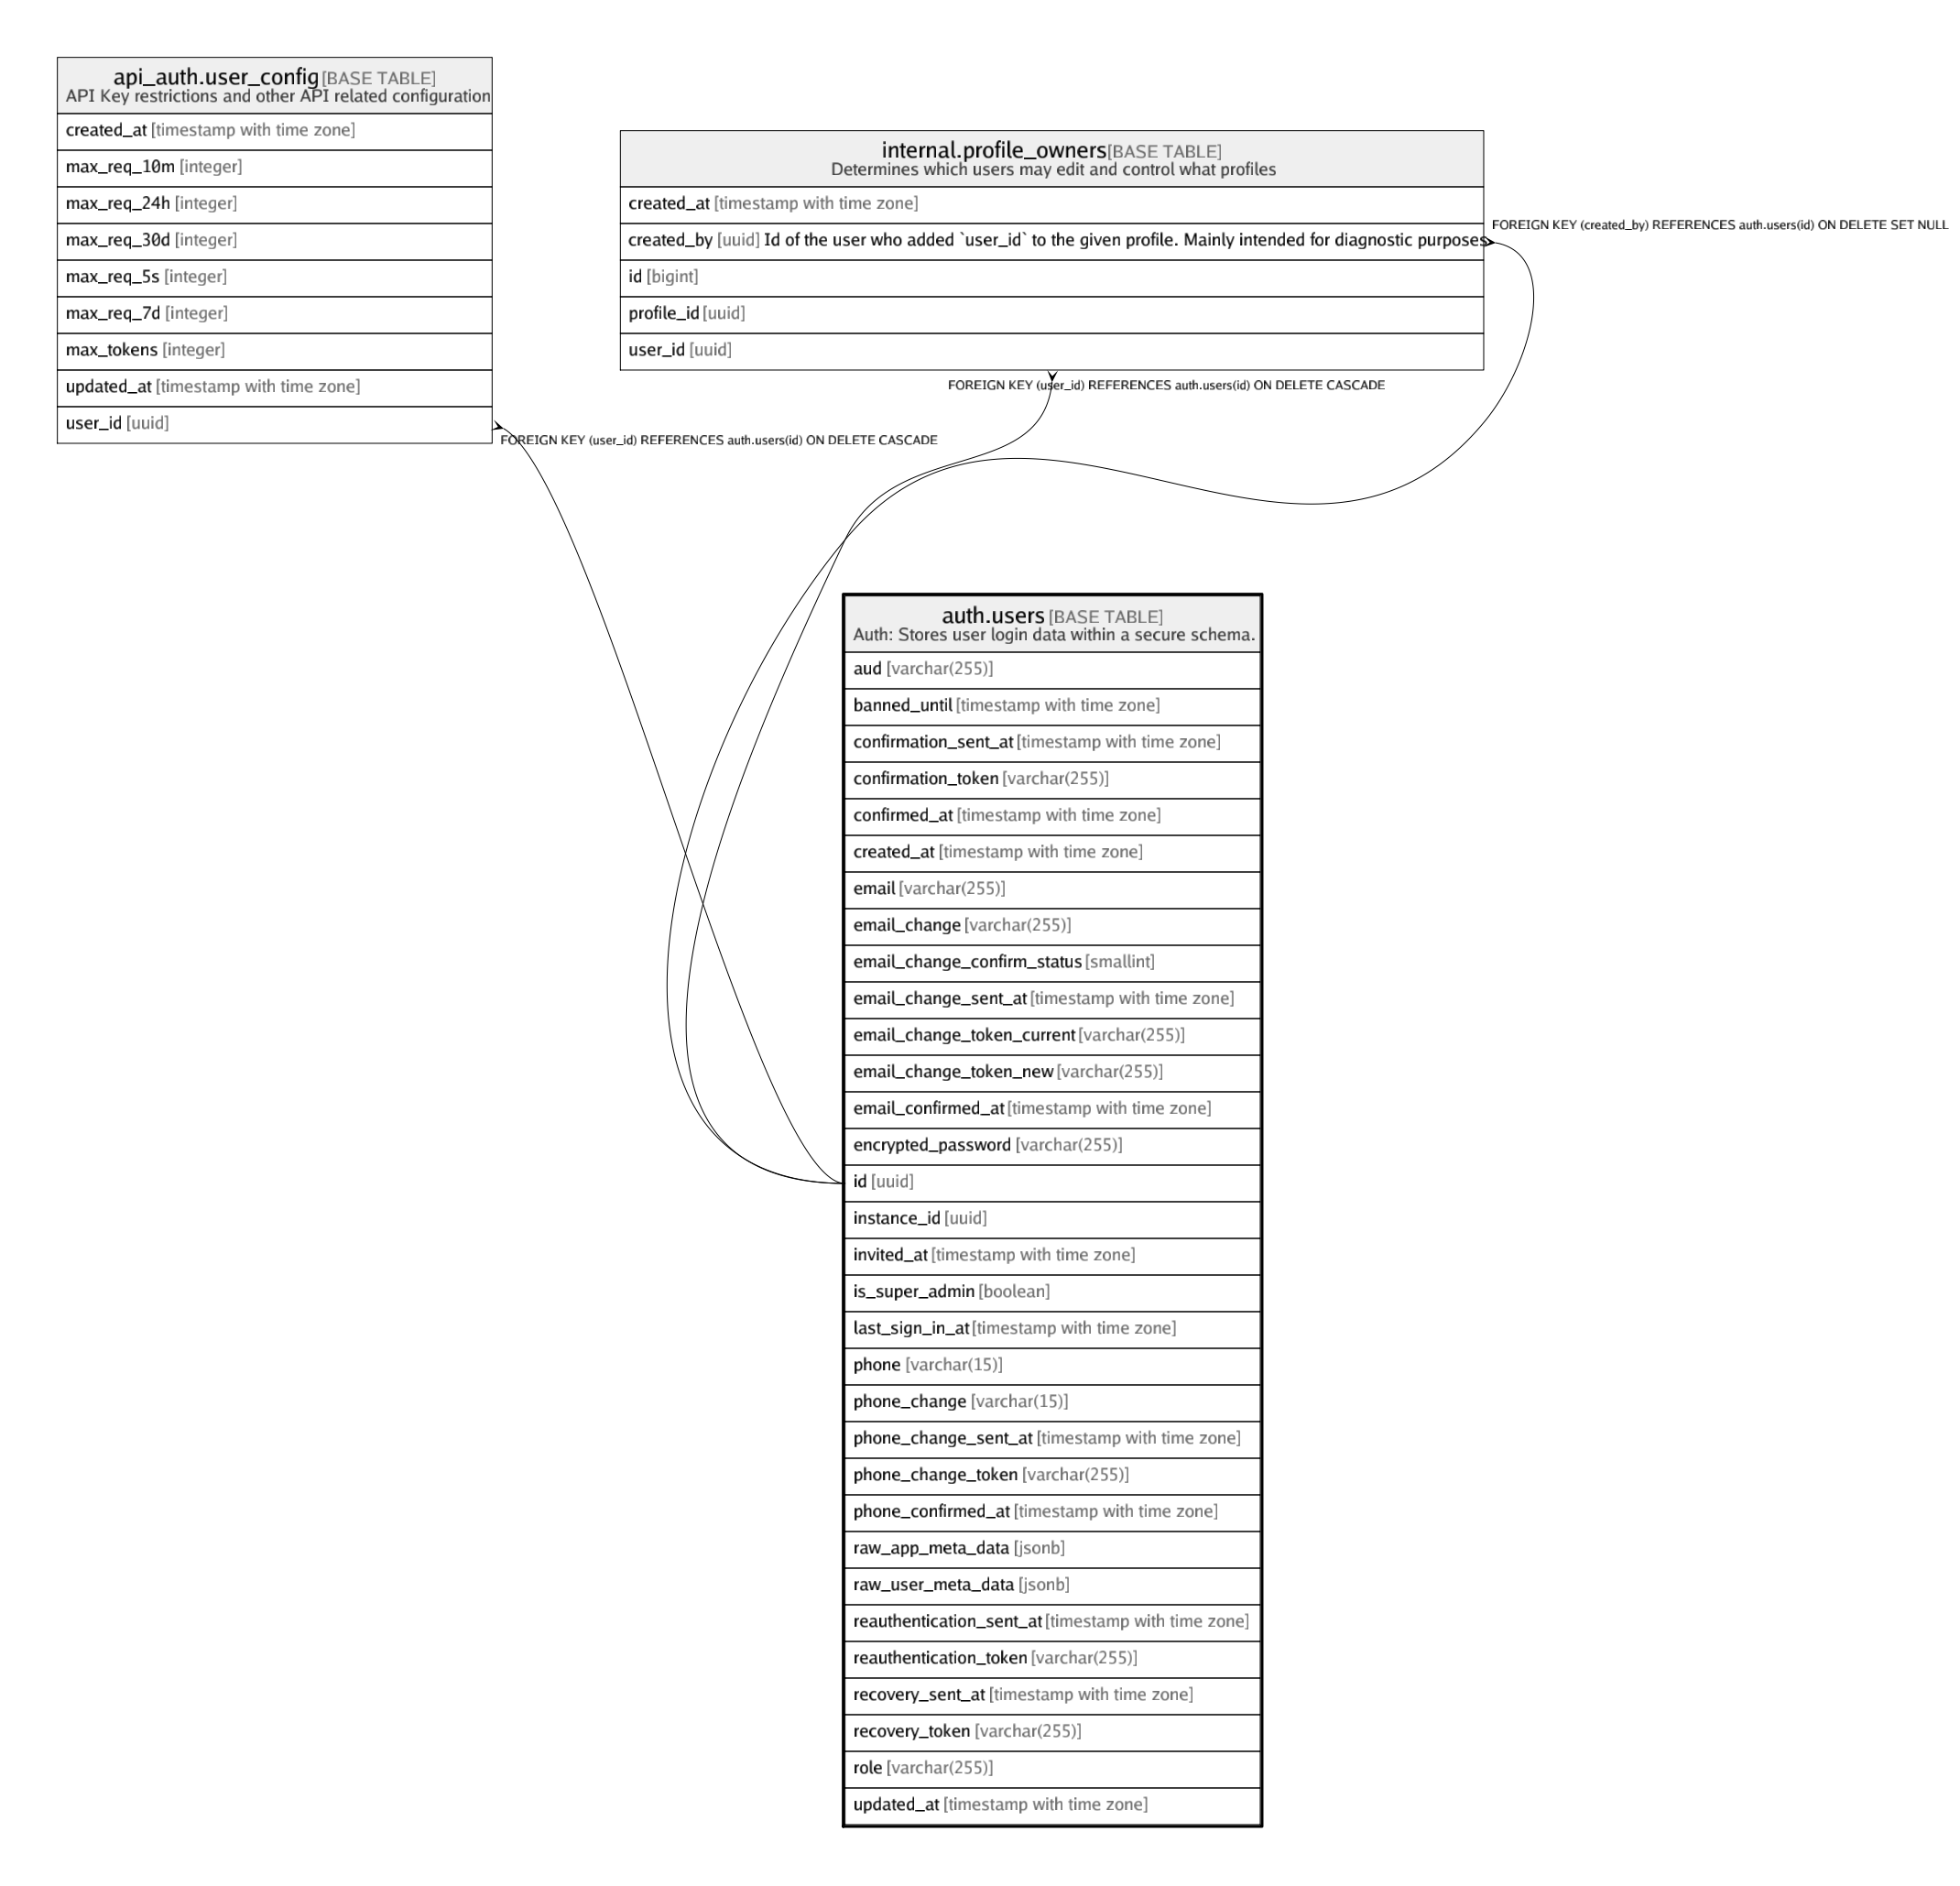 api_auth.user_config [BASE TABLE]
API Key restrictions and other API related configuration
created_at [timestamp with time zone]
max_req_10m [integer]
max_req_24h [integer]
max_req_30d [integer]
max_req_5s [integer]
max_req_7d [integer]
max_tokens [integer]
updated_at [timestamp with time zone]
user_id [uuid]
FOREIGN KEY (user_id) REFERENCES auth.users(id) ON DELETE CASCADE
internal.profile_owners [BASE TABLE]
Determines which users may edit and control what profiles
created_at [timestamp with time zone]
created_by [uuid] Id of the user who added `user_id` to the given profile. Mainly intended for diagnostic purposes.
id [bigint]
profile_id [uuid]
user_id [uuid]
FOREIGN KEY (created_by) REFERENCES auth.users(id) ON DELETE SET NULL
FOREIGN KEY (user_id) REFERENCES auth.users(id) ON DELETE CASCADE
auth.users [BASE TABLE]
Auth: Stores user login data within a secure schema.
aud [varchar(255)]
banned_until [timestamp with time zone]
confirmation_sent_at [timestamp with time zone]
confirmation_token [varchar(255)]
confirmed_at [timestamp with time zone]
created_at [timestamp with time zone]
email [varchar(255)]
email_change [varchar(255)]
email_change_confirm_status [smallint]
email_change_sent_at [timestamp with time zone]
email_change_token_current [varchar(255)]
email_change_token_new [varchar(255)]
email_confirmed_at [timestamp with time zone]
encrypted_password [varchar(255)]
id [uuid]
instance_id [uuid]
invited_at [timestamp with time zone]
is_super_admin [boolean]
last_sign_in_at [timestamp with time zone]
phone [varchar(15)]
phone_change [varchar(15)]
phone_change_sent_at [timestamp with time zone]
phone_change_token [varchar(255)]
phone_confirmed_at [timestamp with time zone]
raw_app_meta_data [jsonb]
raw_user_meta_data [jsonb]
reauthentication_sent_at [timestamp with time zone]
reauthentication_token [varchar(255)]
recovery_sent_at [timestamp with time zone]
recovery_token [varchar(255)]
role [varchar(255)]
updated_at [timestamp with time zone]